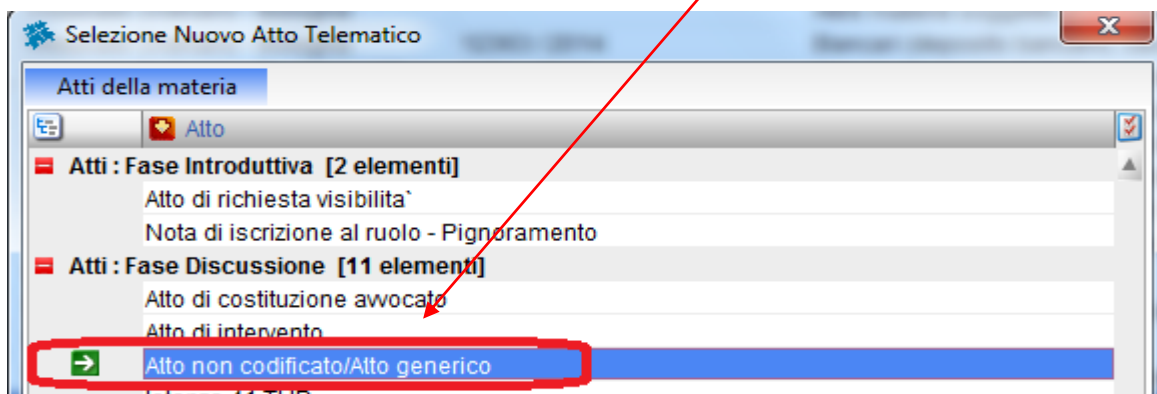 Selezione Nuovo Atto Telematico
Atti della materia
Atto
Atti : Fase Introduttiva [2 elementi]
Atto di richiesta visibilita`
Nota di iscrizione al ruolo - Pignoramento
Atti : Fase Discussione [11 elementi]
Atto di costituzione avvocato
Atto di intervento
Atto non codificato/Atto generico